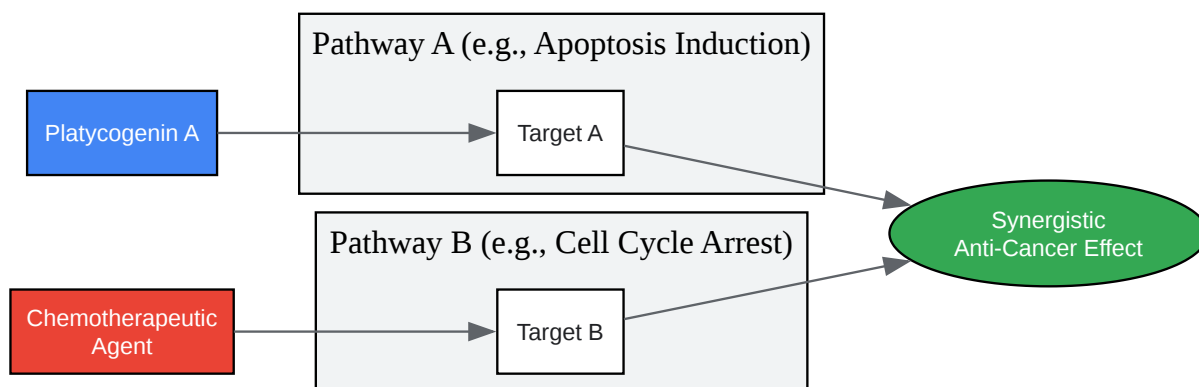 Pathway A (e.g., Apoptosis Induction)
Platycogenin A
Target A
Synergistic
Anti-Cancer Effect
Pathway B (e.g., Cell Cycle Arrest)
Chemotherapeutic
Agent
Target B